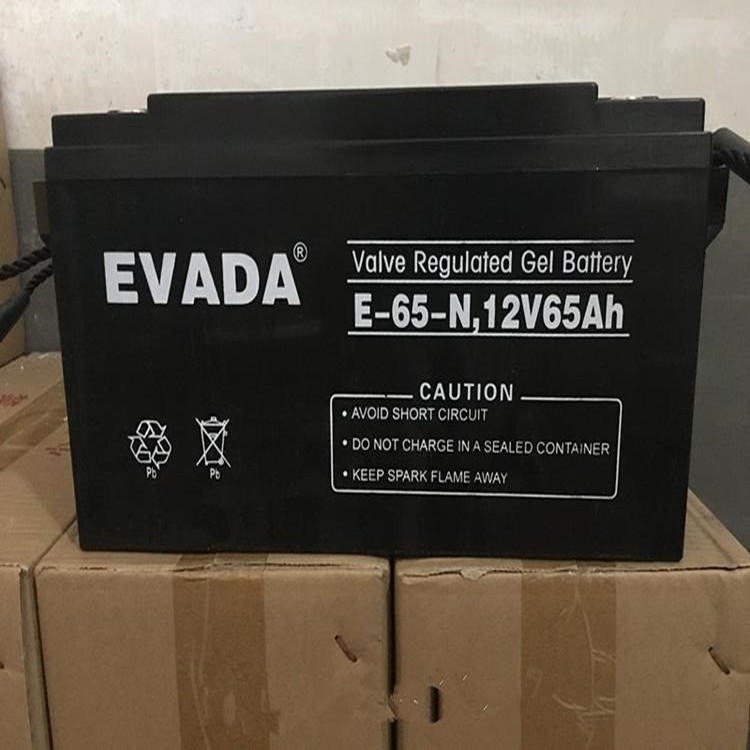 EVADA®
Valve Regulated Gel Battery
E-65-N,12V65Ah
CAUTION
• AVOID SHORT CIRCUIT
• DO NOT CHARGE IN A SEALED CONTAINER
• KEEP SPARK FLAME AWAY
Pb
Pb